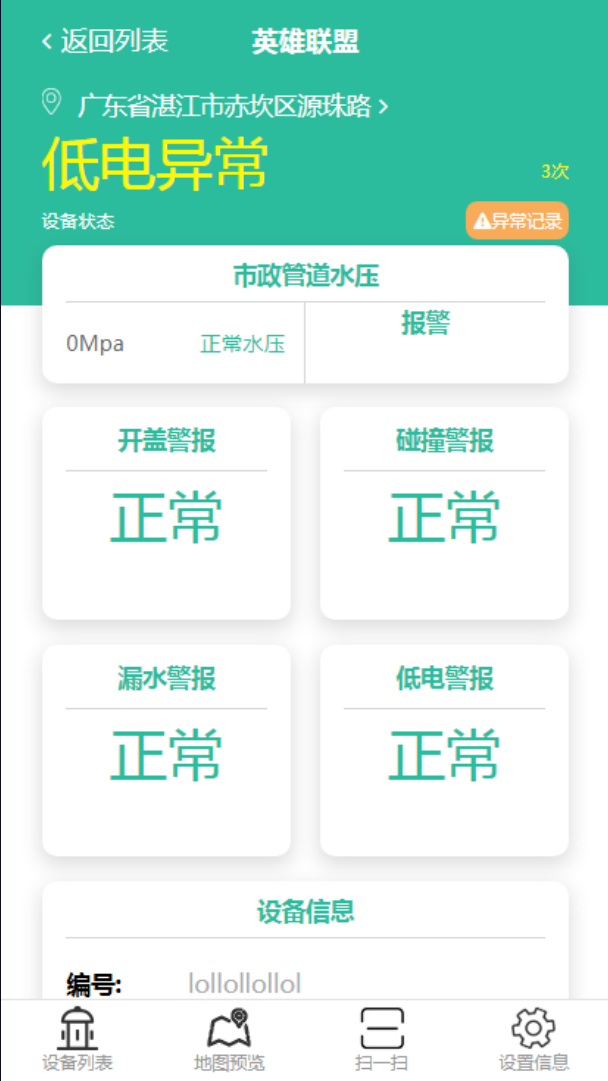 返回列表 英雄联盟
广东省湛江市赤坎区源珠路
低电异常
3次
设备状态 异常记录
市政管道水压
0Mpa 正常水压 报警
开盖警报 碰撞警报
正常 正常
漏水警报 低电警报
正常 正常
设备信息
编号: lollollollol
设备列表 地图预览 扫一扫 设置信息